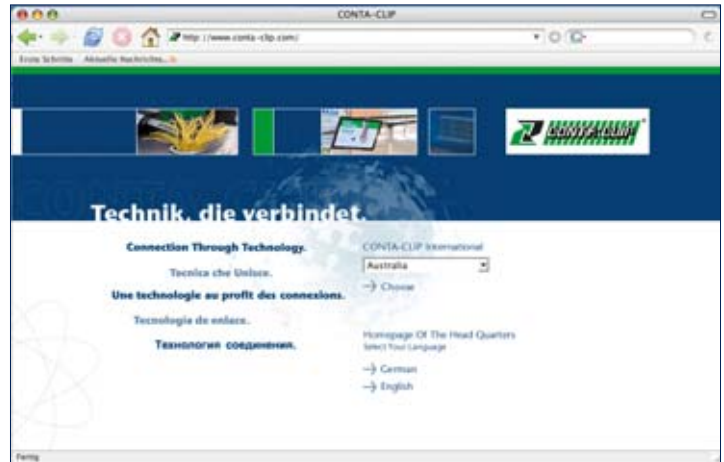 CONTA-CLIP
http://www.conta-clip.com/
Erste Schritte Aktuelle Nachrichten...
CONTA-CLIP
Technik, die verbindet.
Connection Through Technology.
Tecnica che Unisce.
Une technologie au profit des connexions.
Tecnología de enlace.
Технология соединения.
CONTA-CLIP International
Australia
Choose
Homepage Of The Head Quarters
Select Your Language
German
English
Fertig